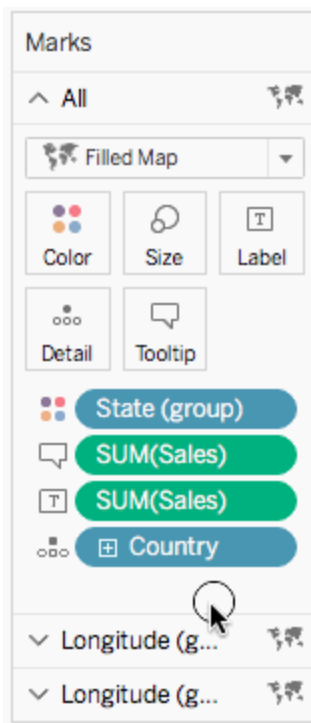 Marks
All
Filled Map
Color Size Label
T
Detail Tooltip
State (group)
SUM(Sales)
T SUM(Sales)
Country
Longitude (g...
Longitude (g...